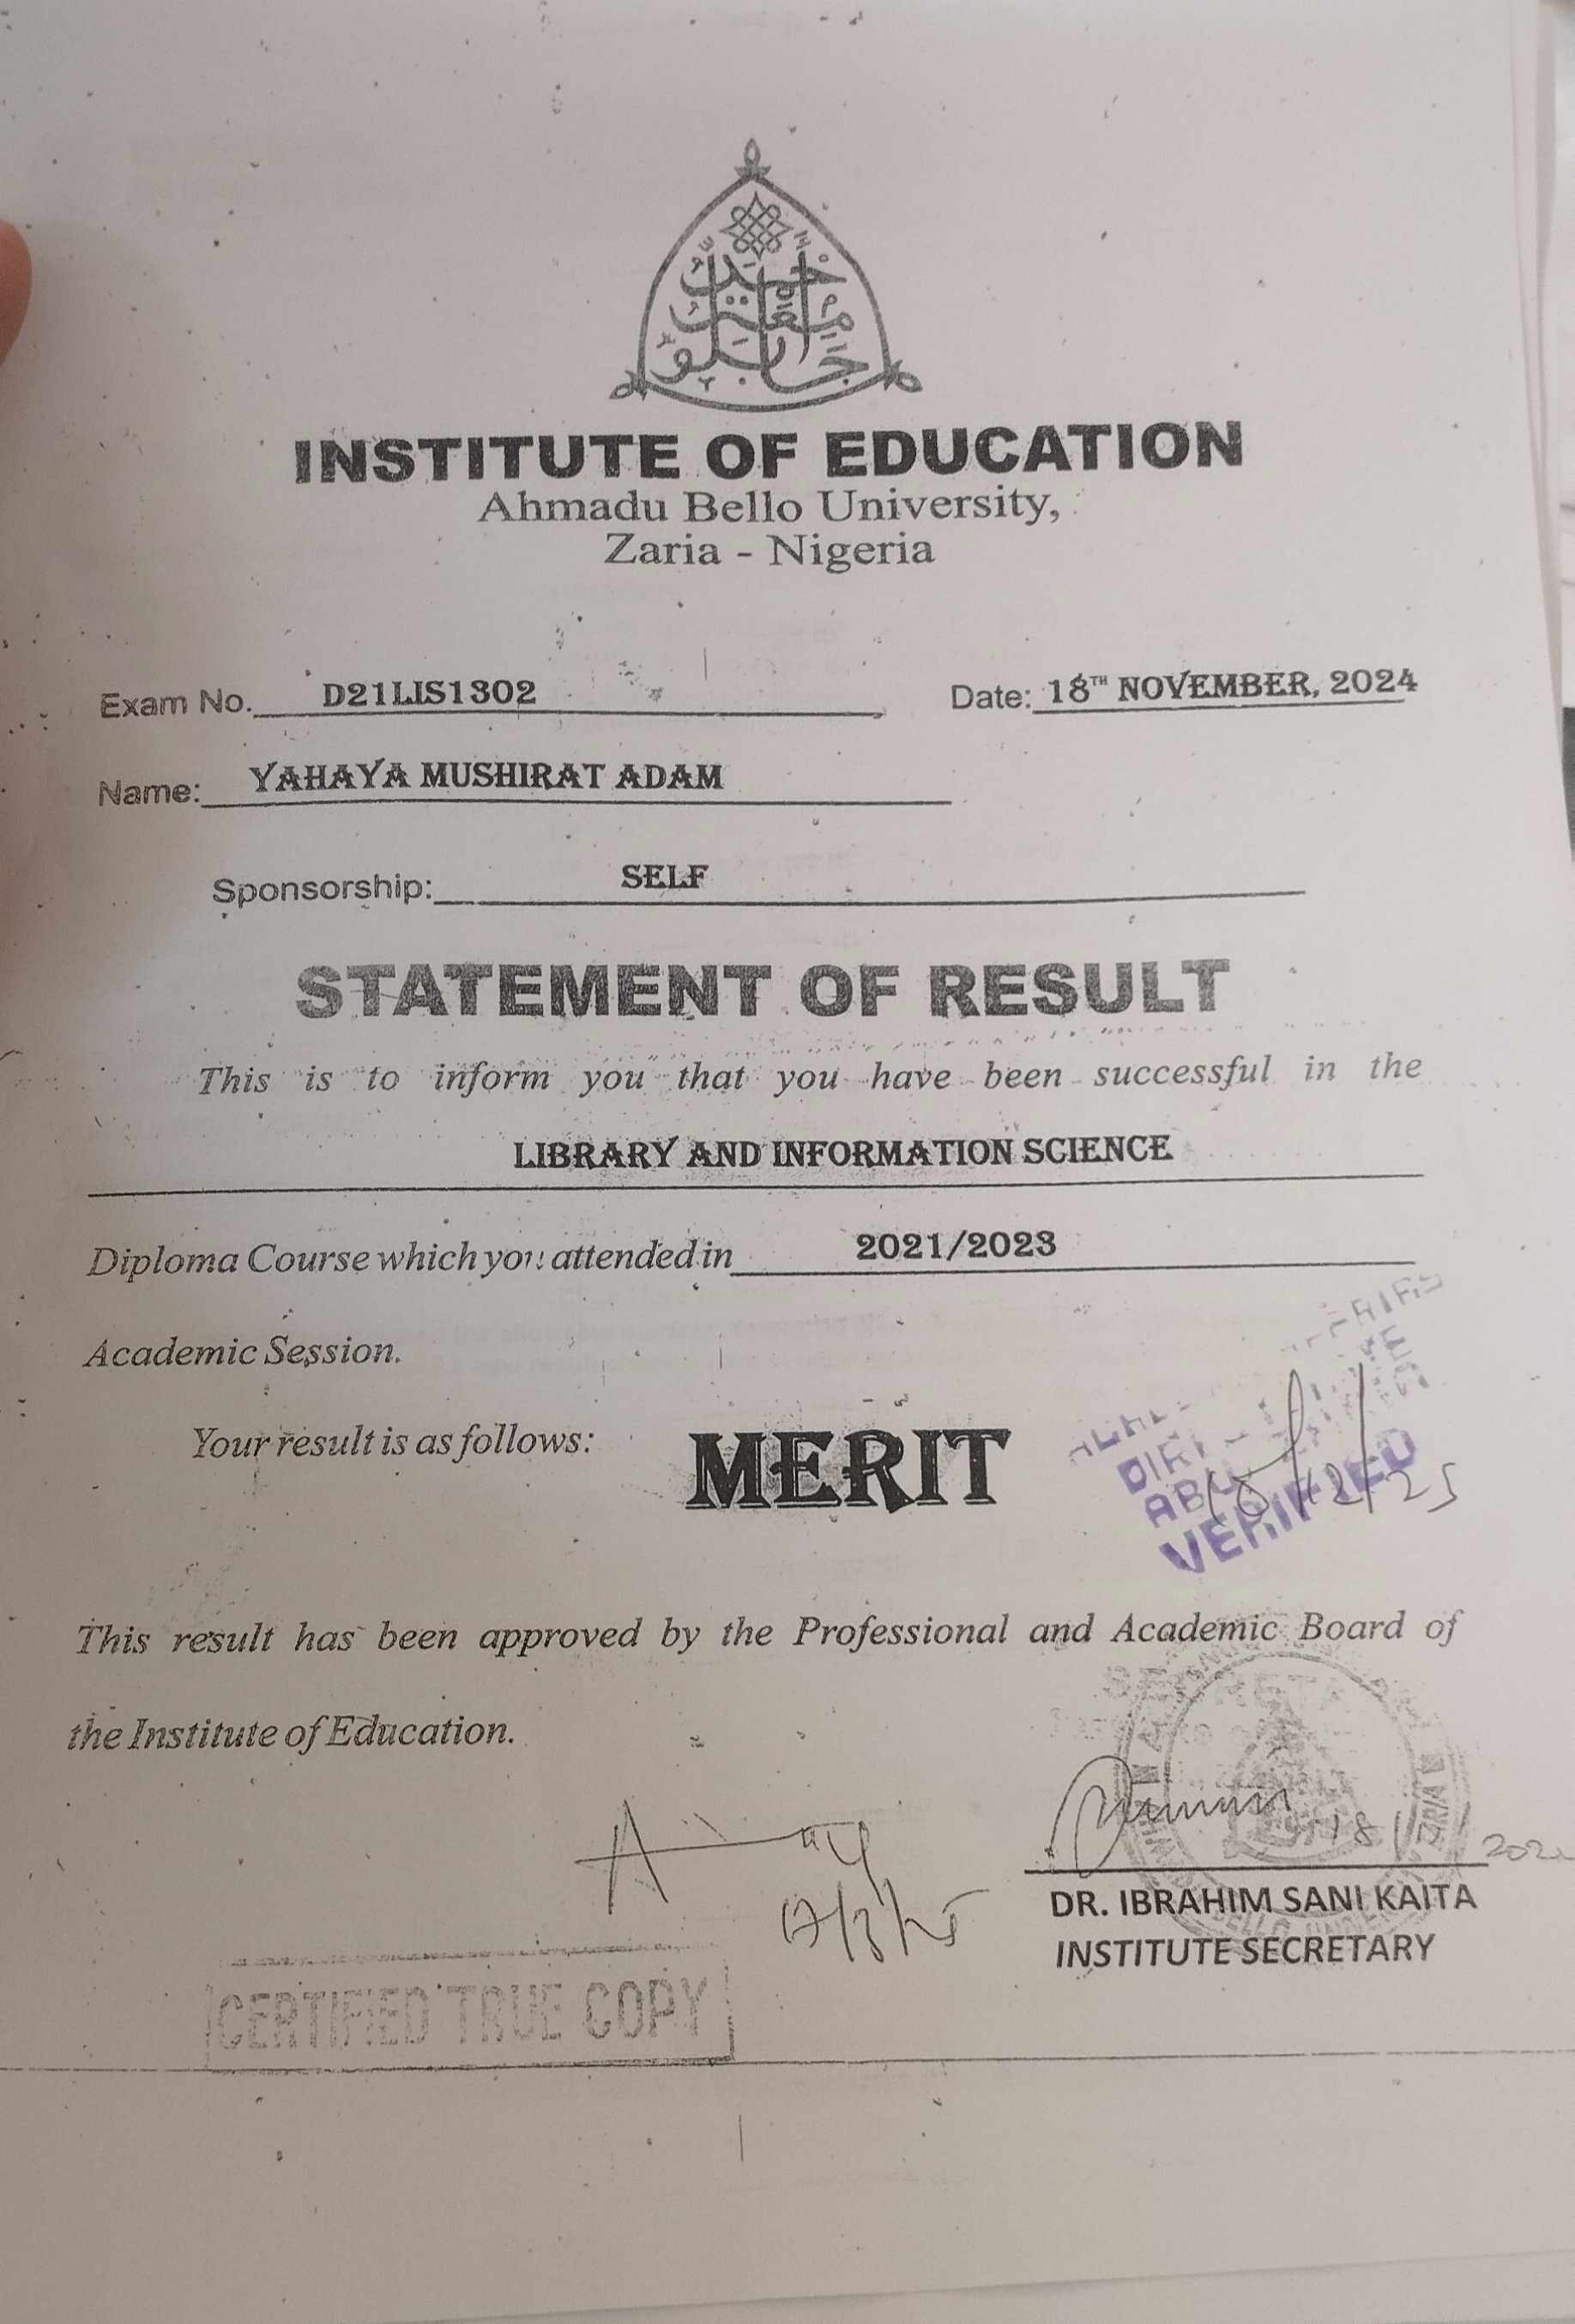 INSTITUTE OF EDUCATION
Ahmadu Bello University,
Zaria - Nigeria
Exam No. D21LIS1302 Date: 18TH NOVEMBER, 2024
Name: YAHAYA MUSHIRAT ADAM
Sponsorship: SELF
STATEMENT OF RESULT
This is to inform you that you have been successful in the
LIBRARY AND INFORMATION SCIENCE
Diploma Course which you attended in 2021/2023
Academic Session.
Your result is as follows: MERIT
VERIFIED
This result has been approved by the Professional and Academic Board of
the Institute of Education.
DR. IBRAHIM SANI KAITA
INSTITUTE SECRETARY
CERTIFIED TRUE COPY